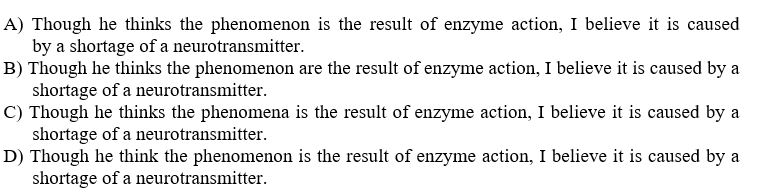 A) Though he thinks the phenomenon is the result of enzyme action, I believe it is caused
by a shortage of a neurotransmitter.
B) Though he thinks the phenomenon are the result of enzyme action, I believe it is caused by a
shortage of a neurotransmitter.
C) Though he thinks the phenomena is the result of enzyme action, I believe it is caused by a
shortage of a neurotransmitter.
D) Though he think the phenomenon is the result of enzyme action, I believe it is caused by a
shortage of a neurotransmitter.